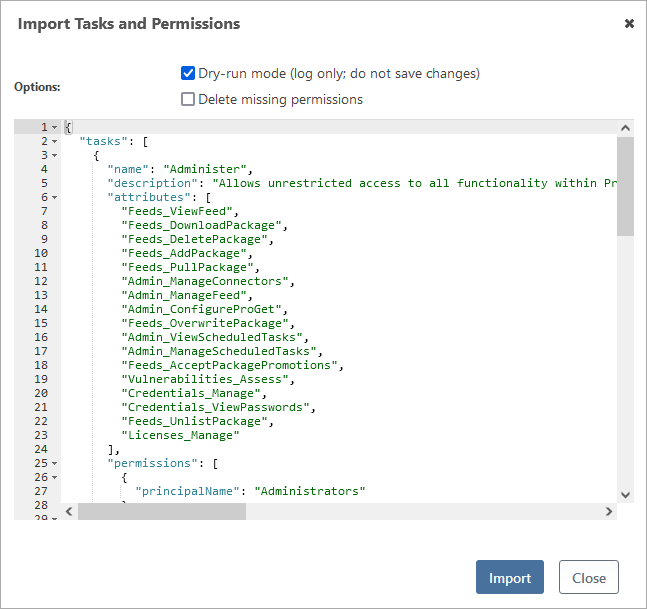 Import Tasks and Permissions
Options:
Dry-run mode (log only; do not save changes)
Delete missing permissions
1 {
2 "tasks": [
3 {
4 "name": "Administer",
5 "description": "Allows unrestricted access to all functionality within Pr
6 "attributes": [
7 "Feeds_ViewFeed",
8 "Feeds_DownloadPackage",
9 "Feeds_DeletePackage",
10 "Feeds_AddPackage",
11 "Feeds_PullPackage",
12 "Admin_ManageConnectors",
13 "Admin_ManageFeed",
14 "Admin_ConfigureProGet",
15 "Feeds_OverwritePackage",
16 "Admin_ViewScheduledTasks",
17 "Admin_ManageScheduledTasks",
18 "Feeds_AcceptPackagePromotions",
19 "Vulnerabilities_Assess",
20 "Credentials_Manage",
21 "Credentials_ViewPasswords",
22 "Feeds_UnlistPackage",
23 "Licenses_Manage"
24 ],
25 "permissions": [
26 {
27 "principalName": "Administrators"
28
29
Import
Close